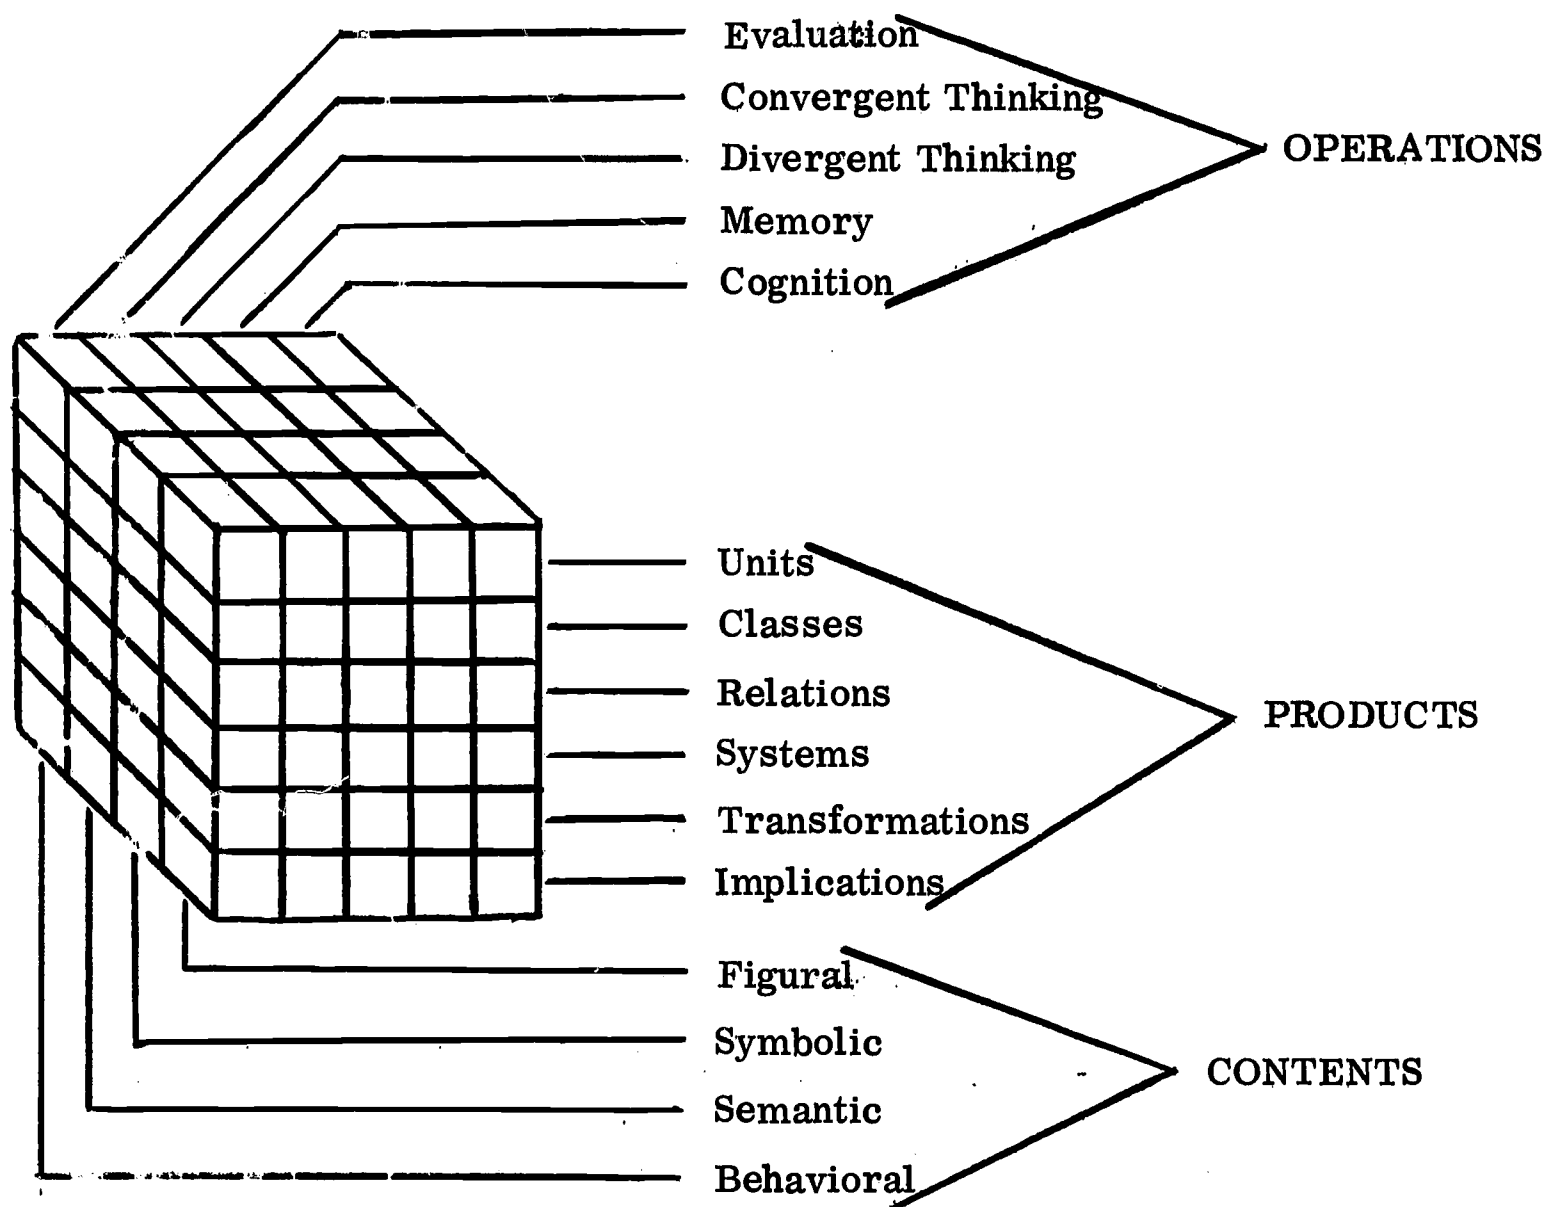 Evaluation
Convergent Thinking
Divergent Thinking
Memory
Cognition
OPERATIONS
Units
Classes
Relations
Systems
Transformations
Implications
PRODUCTS
Figural
Symbolic
Semantic
Behavioral
CONTENTS